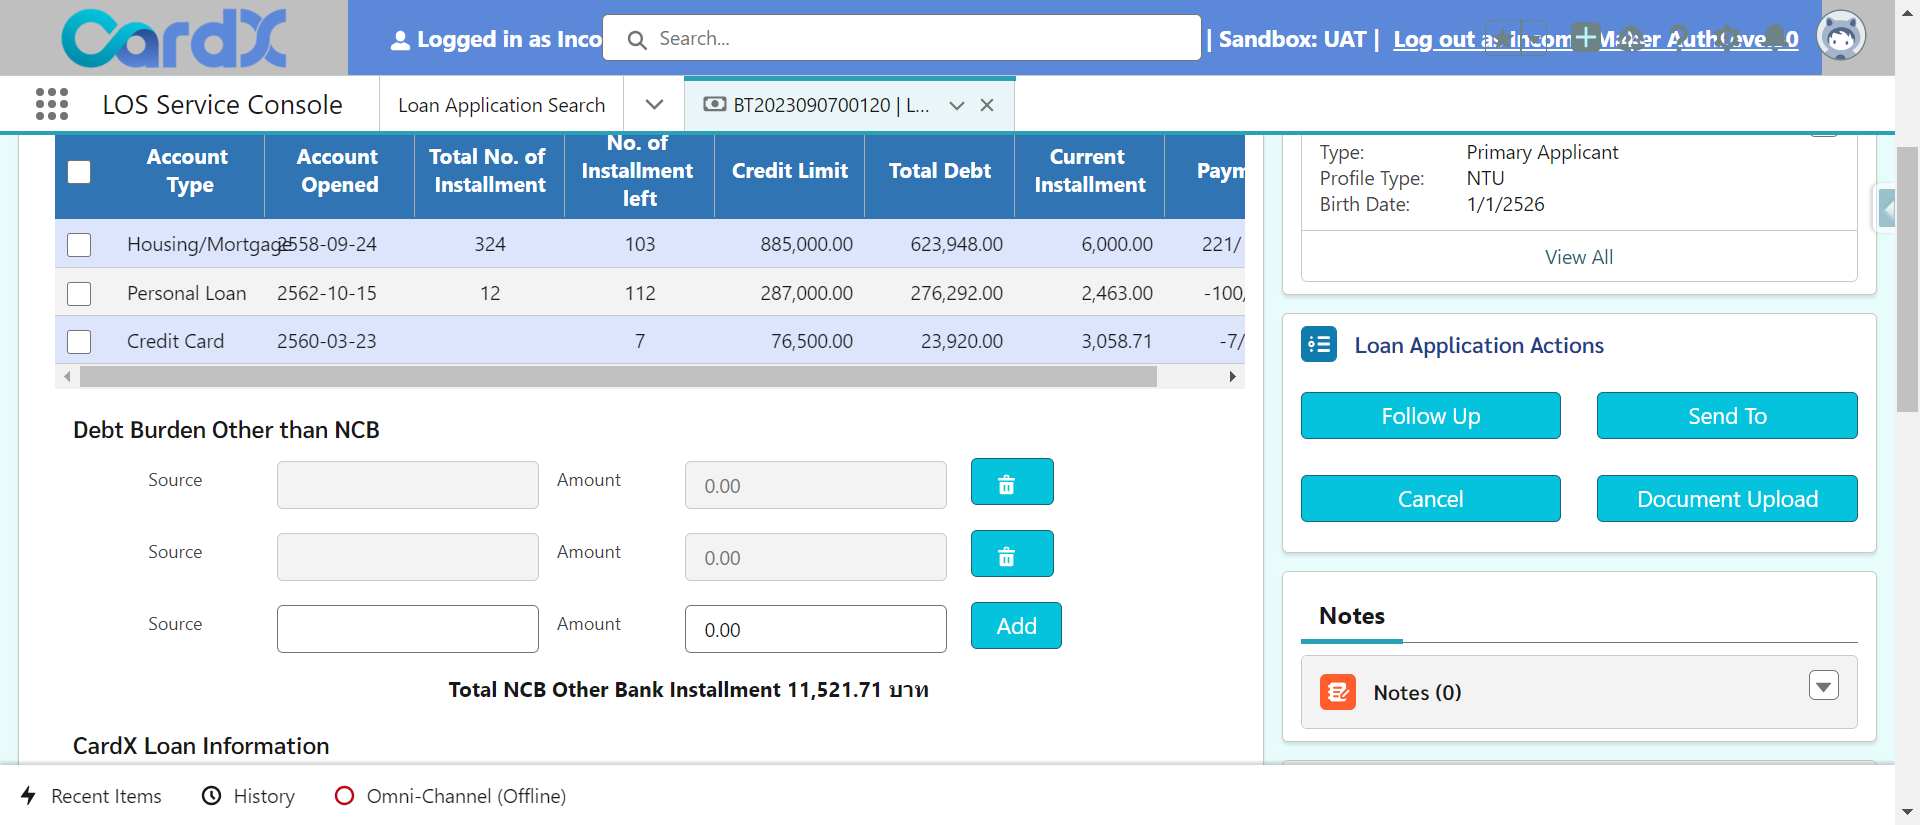 CardX
Logged in as Inco
Search...
| Sandbox: UAT |
Log out as Incom
LOS Service Console
Loan Application Search
BT2023090700120 | L...
Account Type
Account Opened
Total No. of Installment
No. of Installment left
Credit Limit
Total Debt
Current Installment
Paym
Housing/Mortgage 2558-09-24 324 103 885,000.00 623,948.00 6,000.00 221/
Personal Loan 2562-10-15 12 112 287,000.00 276,292.00 2,463.00 -100/
Credit Card 2560-03-23 7 76,500.00 23,920.00 3,058.71 -7/
Debt Burden Other than NCB
Source Amount 0.00
Source Amount 0.00
Source Amount 0.00 Add
Total NCB Other Bank Installment 11,521.71 บาท
CardX Loan Information
Type: Primary Applicant
Profile Type: NTU
Birth Date: 1/1/2526
View All
Loan Application Actions
Follow Up
Send To
Cancel
Document Upload
Notes
Notes (0)
Recent Items
History
Omni-Channel (Offline)